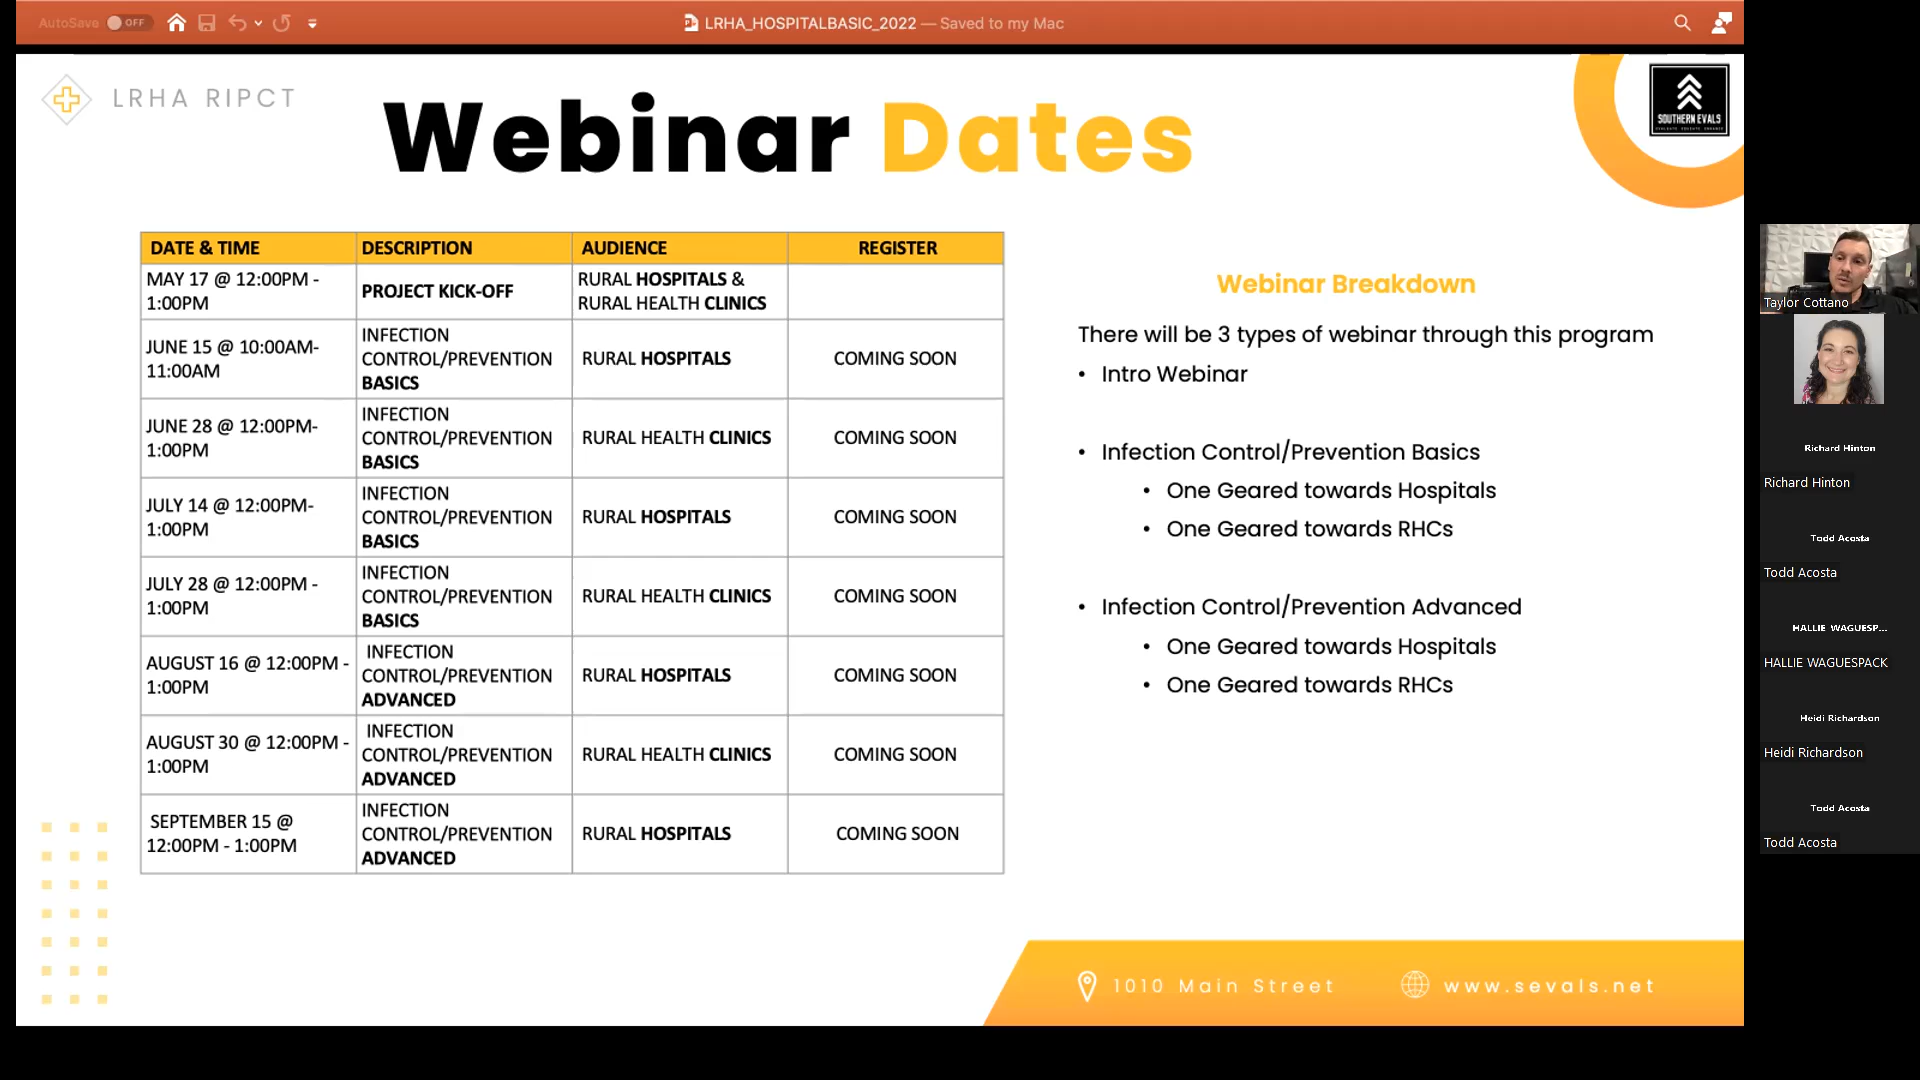 AutoSave OFF
LRHA_HOSPITALBASIC_2022 — Saved to my Mac
LRHA RIPCT
Webinar Dates
SOUTHERN EVALS
DATE & TIME DESCRIPTION AUDIENCE REGISTER
MAY 17 @ 12:00PM -
1:00PM
PROJECT KICK-OFF
RURAL HOSPITALS &
RURAL HEALTH CLINICS
JUNE 15 @ 10:00AM-
11:00AM
INFECTION
CONTROL/PREVENTION
BASICS
RURAL HOSPITALS
COMING SOON
JUNE 28 @ 12:00PM-
1:00PM
INFECTION
CONTROL/PREVENTION
BASICS
RURAL HEALTH CLINICS
COMING SOON
JULY 14 @ 12:00PM-
1:00PM
INFECTION
CONTROL/PREVENTION
BASICS
RURAL HOSPITALS
COMING SOON
JULY 28 @ 12:00PM -
1:00PM
INFECTION
CONTROL/PREVENTION
BASICS
RURAL HEALTH CLINICS
COMING SOON
AUGUST 16 @ 12:00PM -
1:00PM
INFECTION
CONTROL/PREVENTION
ADVANCED
RURAL HOSPITALS
COMING SOON
AUGUST 30 @ 12:00PM -
1:00PM
INFECTION
CONTROL/PREVENTION
ADVANCED
RURAL HEALTH CLINICS
COMING SOON
SEPTEMBER 15 @
12:00PM - 1:00PM
INFECTION
CONTROL/PREVENTION
ADVANCED
RURAL HOSPITALS
COMING SOON
Webinar Breakdown
There will be 3 types of webinar through this program
• Intro Webinar
• Infection Control/Prevention Basics
• One Geared towards Hospitals
• One Geared towards RHCs
• Infection Control/Prevention Advanced
• One Geared towards Hospitals
• One Geared towards RHCs
1010 Main Street
www.sevals.net
Taylor Cottano
Richard Hinton
Richard Hinton
Todd Acosta
Todd Acosta
HALLIE WAGUESP...
HALLIE WAGUESPACK
Heidi Richardson
Heidi Richardson
Todd Acosta
Todd Acosta